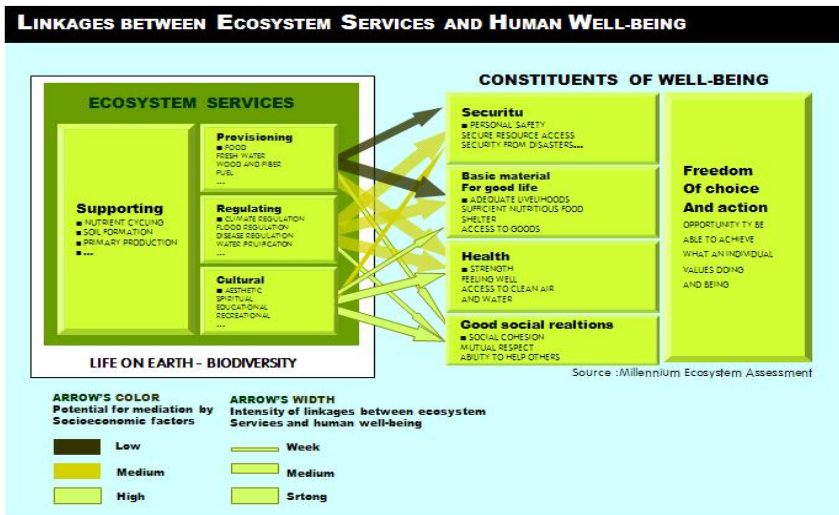 LINKAGES BETWEEN ECOSYSTEM SERVICES AND HUMAN WELL-BEING
CONSTITUENTS OF WELL-BEING
ECOSYSTEM SERVICES
Supporting
■ NUTRIENT CYCLING
■ SOIL FORMATION
■ PRIMARY PRODUCTION
■ ...
Provisioning
■ FOOD
FRESH WATER
WOOD AND FIBER
FUEL
...
Regulating
■ CLIMATE REGULATION
FLOOD REGULATION
DISEASE REGULATION
WATER
...
Cultural
■ AESTHETIC
SPIRITUAL
EDUCATIONAL
RECREATIONAL
...
LIFE ON EARTH - BIODIVERSITY
Securitu
■ PERSONAL SAFETY
SECURE RESOURCE ACCESS
SECURITY FROM DISASTERS...
Basic material
For good life
■ ADEQUATE LIVELIHOODS
SUFFICIENT NUTRITIOUS FOOD
SHELTER
ACCESS TO GOODS
Health
■ STRENGTH
FEELING WELL
ACCESS TO CLEAN AIR
AND WATER
Good social realtions
■ SOCIAL COHESION
MUTUAL RESPECT
ABILITY TO HELP OTHERS
Freedom
Of choice
And action
OPPORTUNITY TY BE
ABLE TO ACHIEVE
WHAT AN INDIVIDUAL
VALUES DOING
AND BEING
Source :Millennium Ecosystem Assessment
ARROW'S COLOR
Potential for mediation by
Socioeconomic factors
Low
Medium
High
ARROW'S WIDTH
Intensity of linkages between ecosystem
Services and human well-being
Week
Medium
Srtong